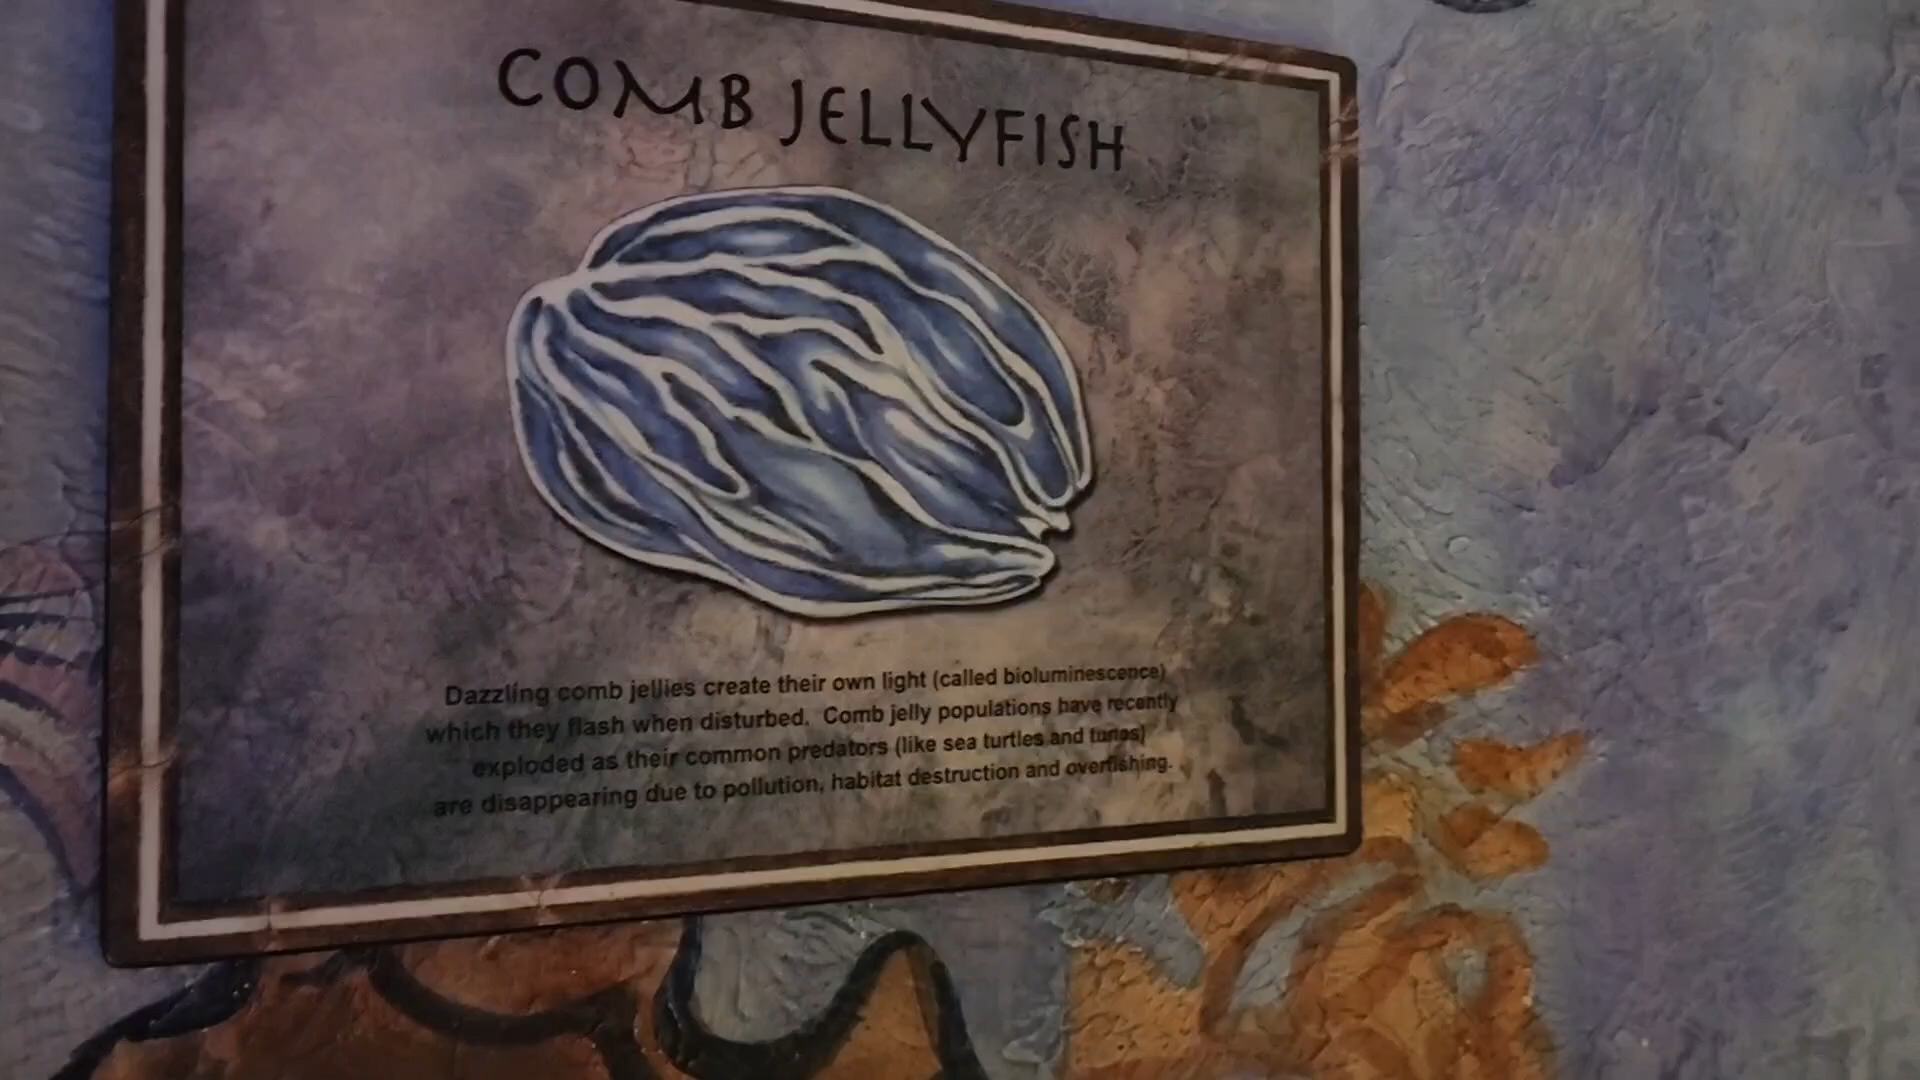 COMB JELLYFISH
Dazzling comb jellies create their own light (called bioluminescence)
which they flash when disturbed. Comb jelly populations have recently
exploded as their common predators (like sea turtles and tunas)
are disappearing due to pollution, habitat destruction and overfishing.